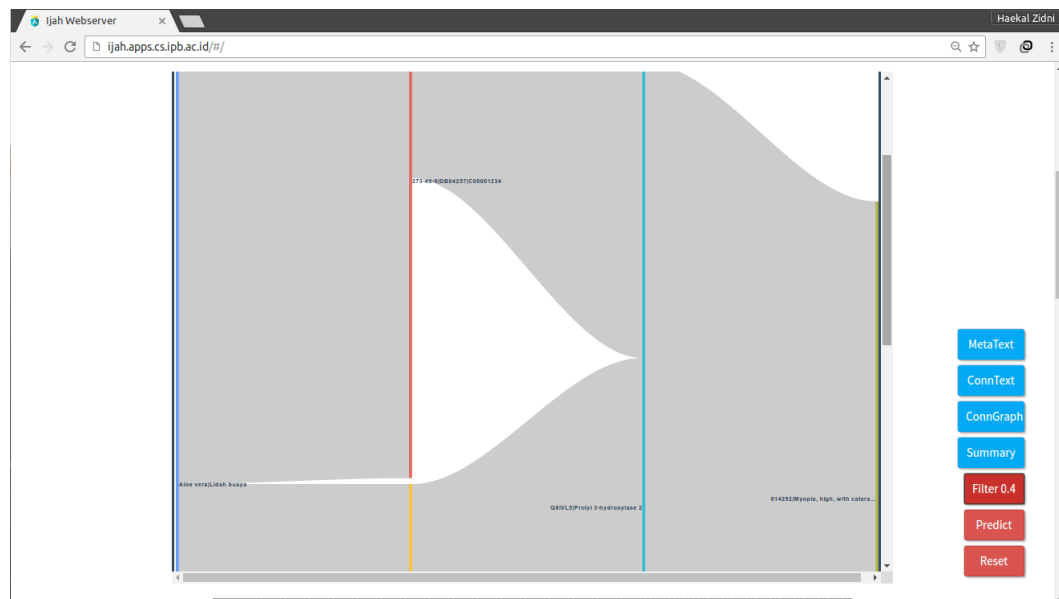 Ijah Webserver
Haekal Zidni
ijah.apps.cs.ipb.ac.id/#/
373-49-9|DB04257|C00001234
Aloe vera|Lidah buaya
Q8IVL5|Prolyl 3-hydroxylase 2
614292|Myopia, high, with catara...
MetaText
ConnText
ConnGraph
Summary
Filter 0.4
Predict
Reset